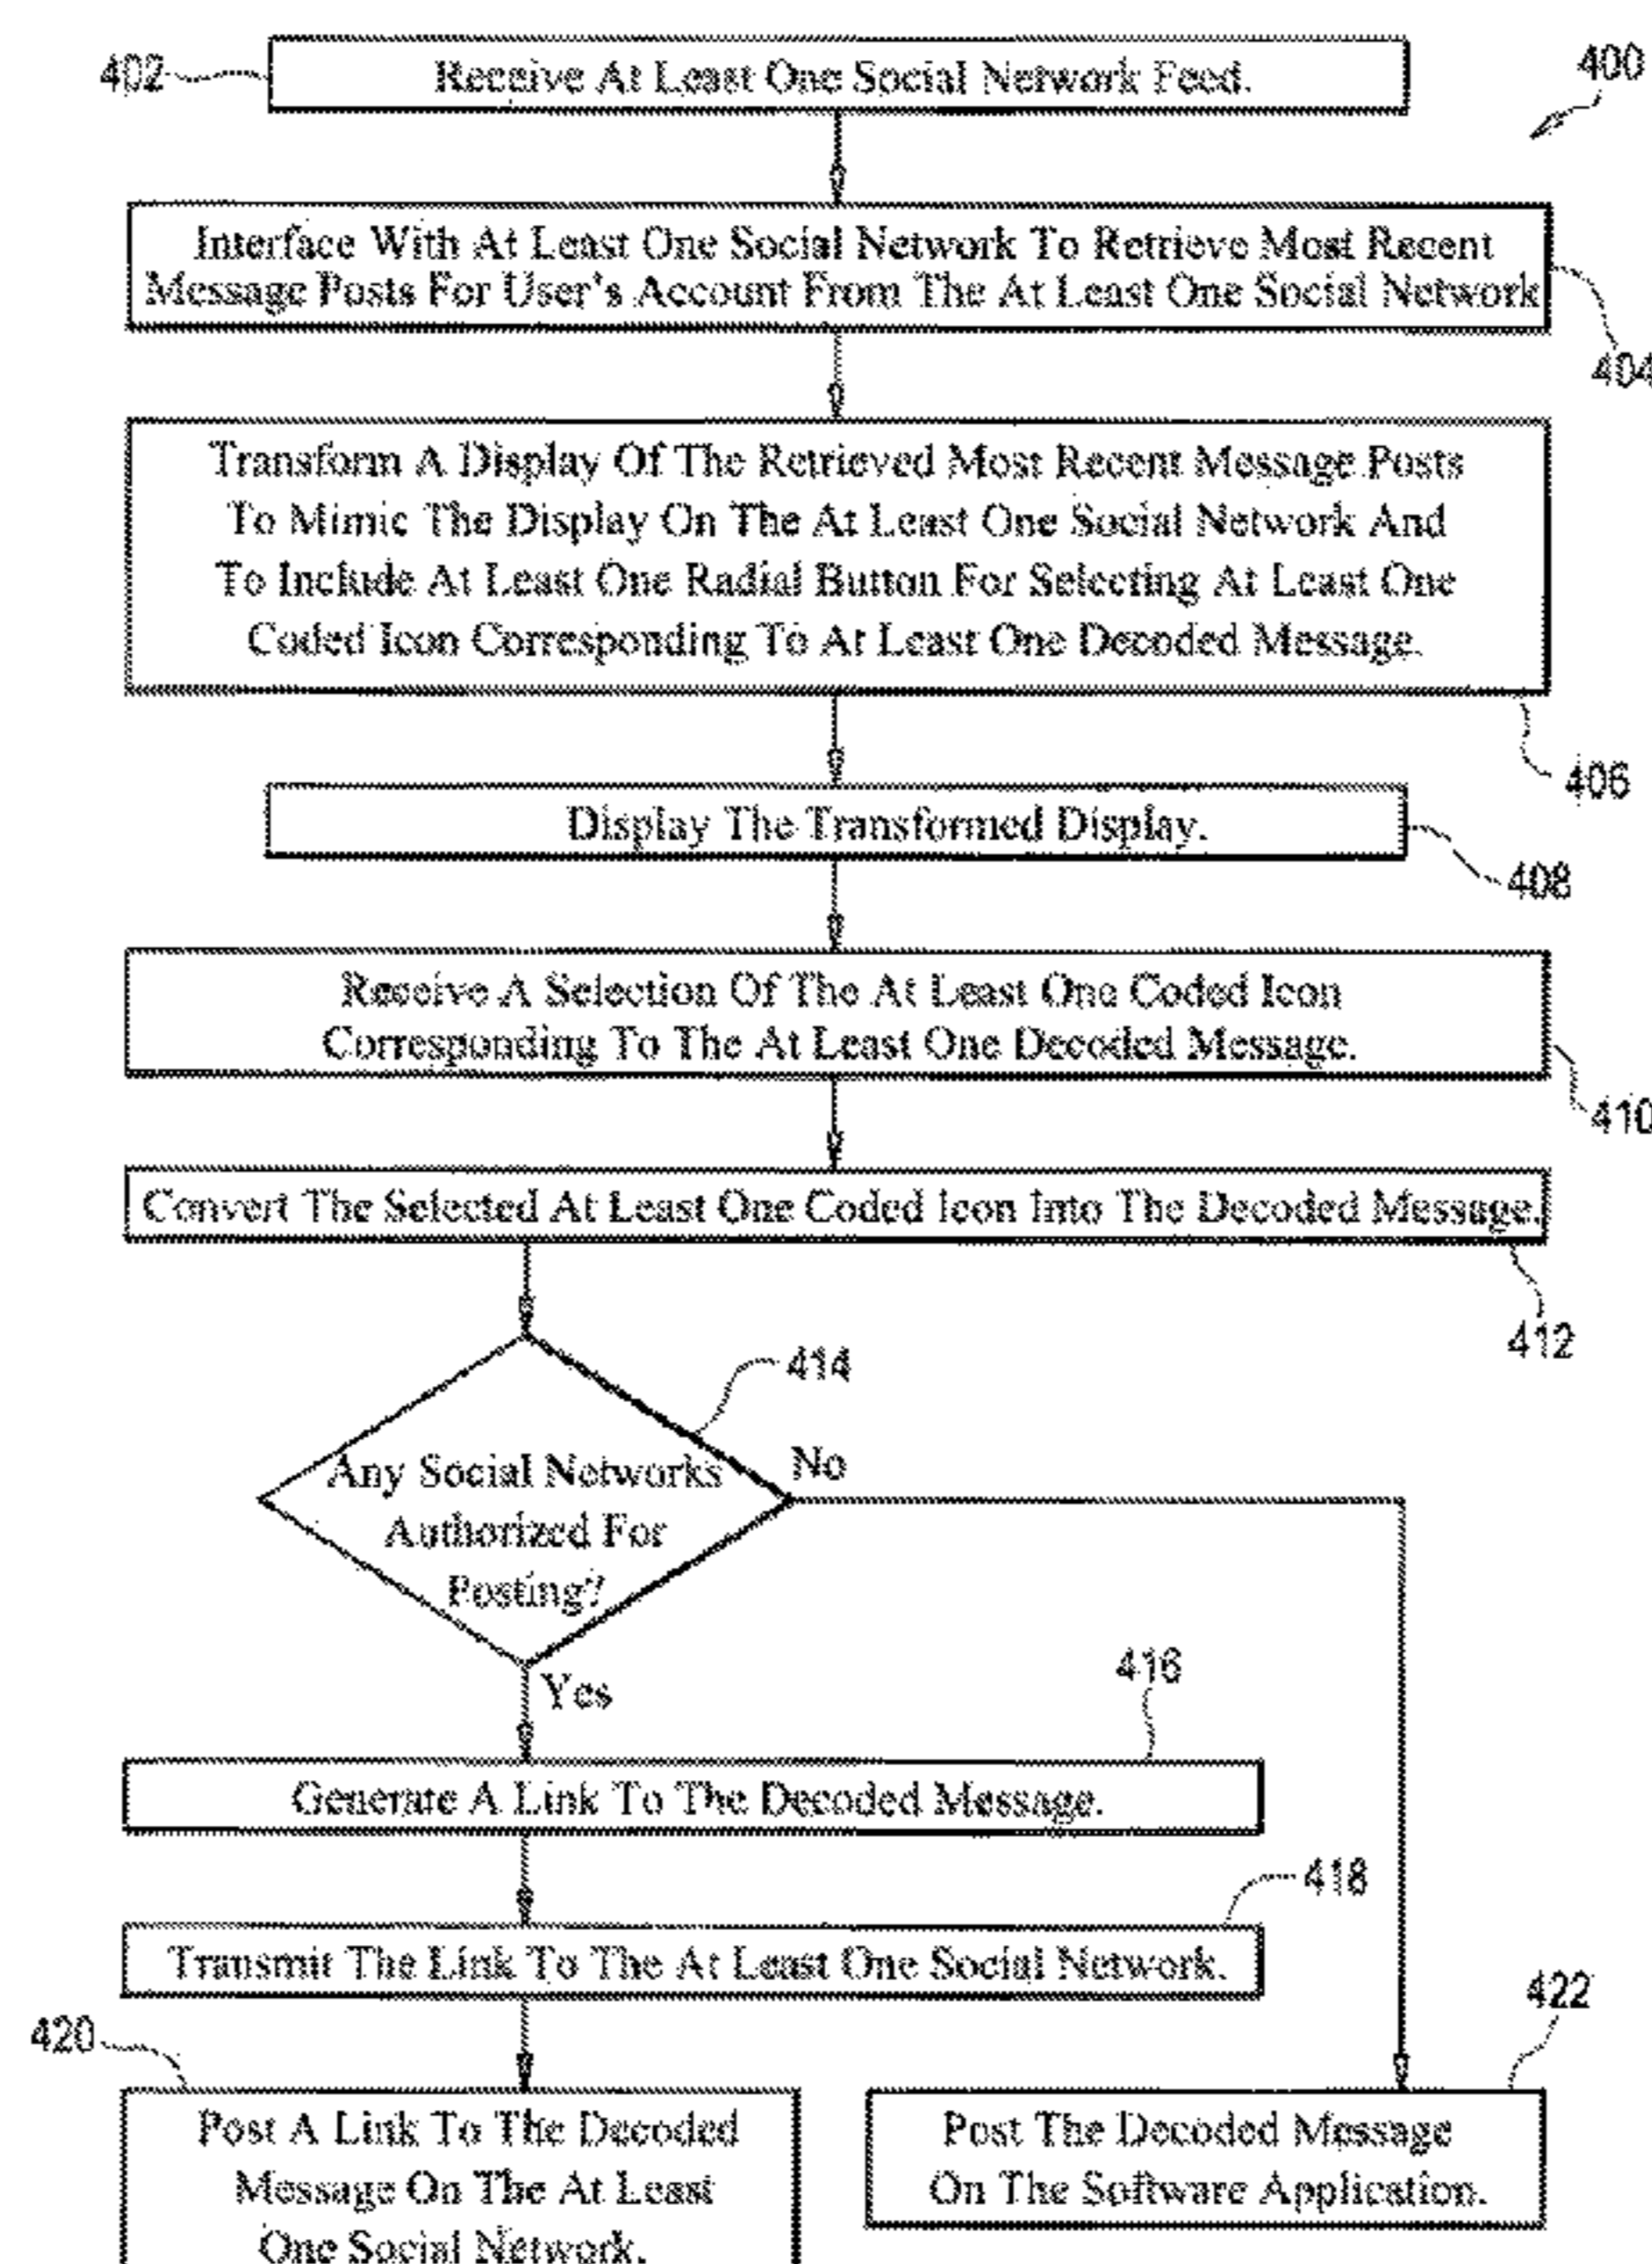 402
Receive At Least One Social Network Feed.
400
Interface With At Least One Social Network To Retrieve Most Recent
Message Posts For User's Account From The At Least One Social Network
404
Transform A Display Of The Retrieved Most Recent Message Posts
To Mimic The Display On The At Least One Social Network And
To Include At Least One Radial Button For Selecting At Least One
Coded Icon Corresponding To At Least One Decoded Message.
406
Display The Transformed Display.
408
Receive A Selection Of The At Least One Coded Icon
Corresponding To The At Least One Decoded Message.
410
Convert The Selected At Least One Coded Icon Into The Decoded Message.
412
414
Any Social Networks
Authorized For
Posting?
No
Yes
416
Generate A Link To The Decoded Message.
418
Transmit The Link To The At Least One Social Network.
420
422
Post A Link To The Decoded
Message On The At Least
One Social Network.
Post The Decoded Message
On The Software Application.